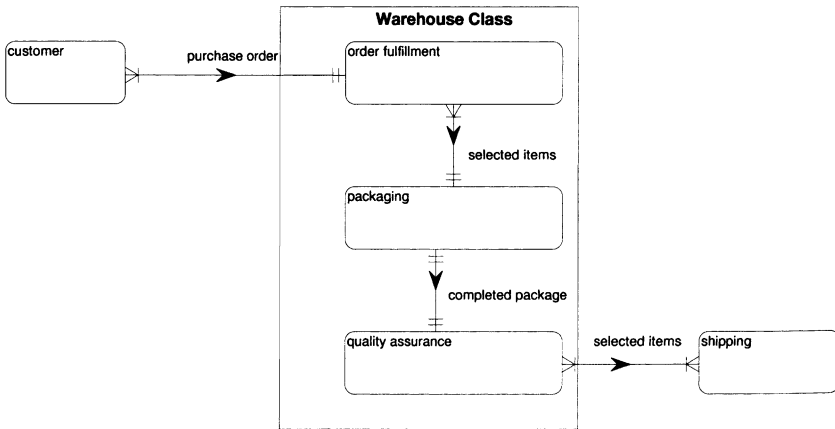 Warehouse Class
customer
purchase order
order fulfillment
selected items
packaging
completed package
quality assurance
selected items
shipping